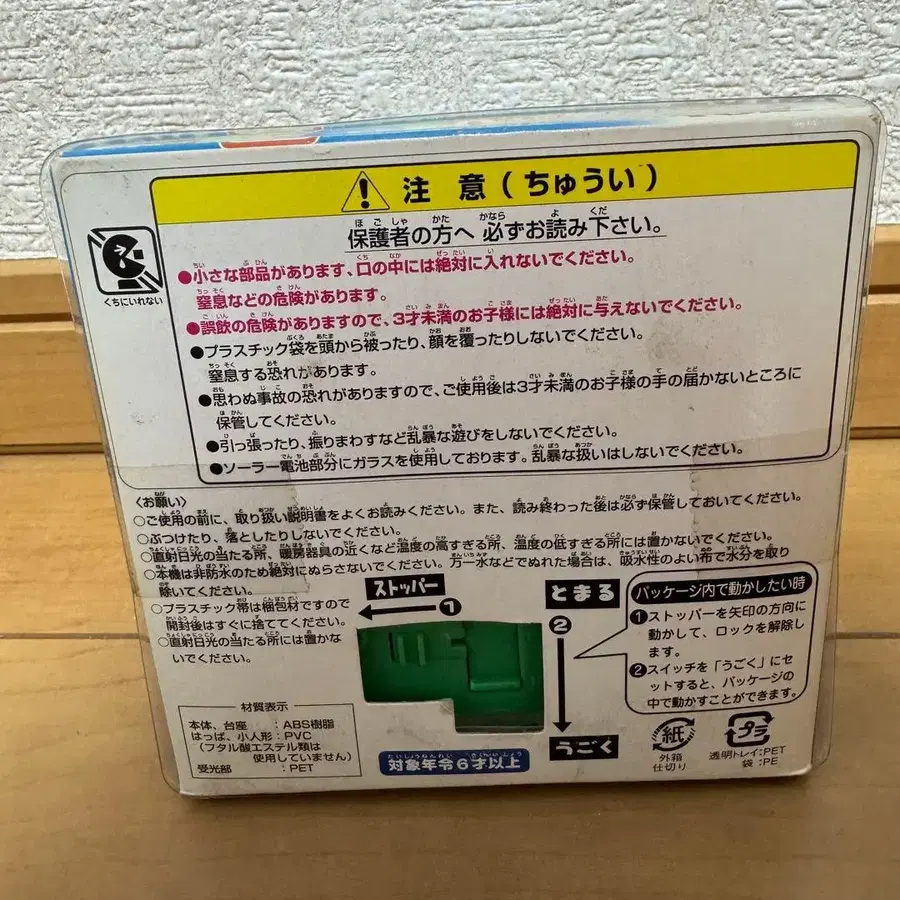 注 意 (ちゅうい)
保護者の方へ 必ずお読み下さい。
くちにいれない
●小さな部品があります、口の中には絶対に入れないでください。
窒息などの危険があります。
●誤飲の危険がありますので、3才未満のお子様には絶対に与えないでください。
●プラスチック袋を頭から被ったり、顔を覆ったりしないでください。
窒息する恐れがあります。
●思わぬ事故の恐れがありますので、ご使用後は3才未満のお子様の手の届かないところに
保管してください。
●引っ張ったり、振りまわすなど乱暴な遊びをしないでください。
●ソーラー電池部分にガラスを使用しております。乱暴な扱いはしないでください。
〈お願い〉
○ご使用の前に、取り扱い説明書をよくお読みください。また、読み終わった後は必ず保管しておいてください。
○ぶつけたり、落としたりしないでください。
○直射日光の当たる所、暖房器具の近くなど温度の高すぎる所、温度の低すぎる所には置かないでください。
○本機は非防水のため絶対にぬらさないでください。万一水などでぬれた場合は、吸水性のよい布で水分を取り
除いてください。
○プラスチック帯は梱包材ですので
開封後はすぐに捨ててください。
○直射日光の当たる所には置かな
いでください。
ストッパー
①
とまる
②
うごく
パッケージ内で動かしたい時
①ストッパーを矢印の方向に
動かして、ロックを解除し
ます。
②スイッチを「うごく」にセ
ットすると、パッケージの
中で動かすことができます。
材質表示
本体、台座 :ABS樹脂
はっぱ、小人形:PVC
(フタル酸エステル類は
使用していません)
受光部 :PET
対象年令6才以上
紙
外箱
仕切り
プラ
透明トレイ:PET
袋 :PE